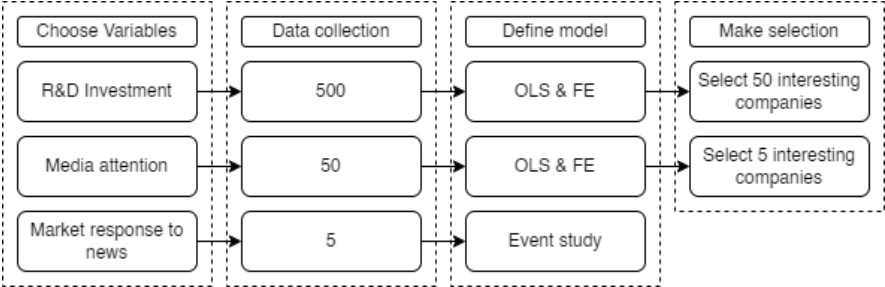 Choose Variables
Data collection
Define model
Make selection
R&D Investment
500
OLS & FE
Select 50 interesting
companies
Media attention
50
OLS & FE
Select 5 interesting
companies
Market response to
news
5
Event study